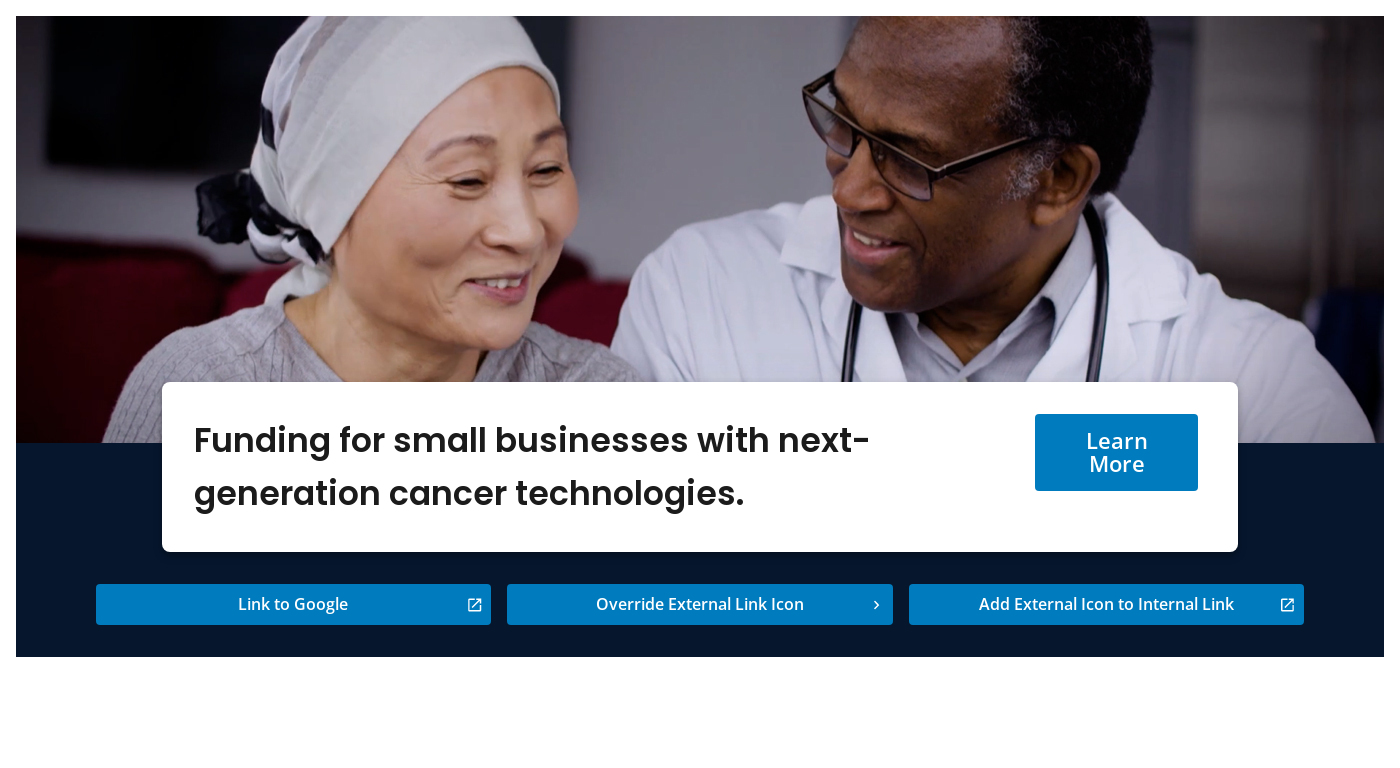 Funding for small businesses with next-
generation cancer technologies.
Learn
More
Link to Google
Override External Link Icon
Add External Icon to Internal Link